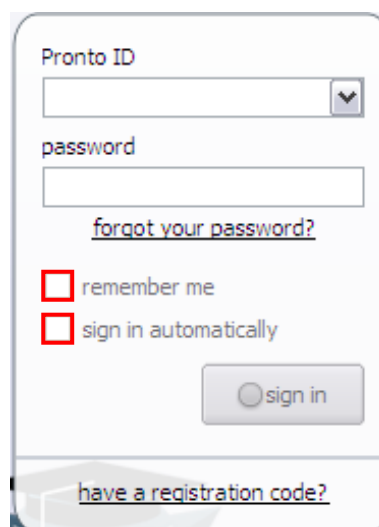 Pronto ID
password
forgot your password?
remember me
sign in automatically
sign in
have a registration code?